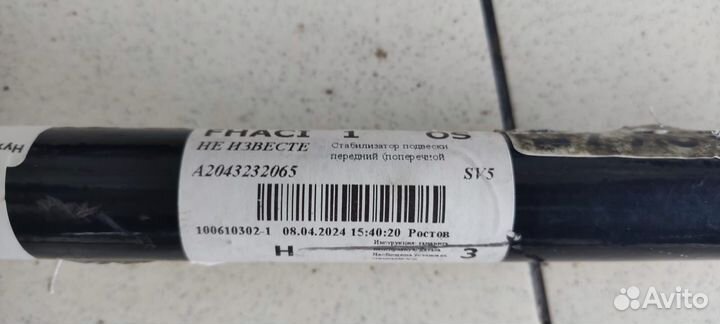 FHACI 1 OS
НЕ ИЗВЕСТЕ
Стабилизатор подвески
передний (поперечной
A2043232065
SV5
100610302-1 08.04.2024 15:40:20 Ростов
H
3
Avito